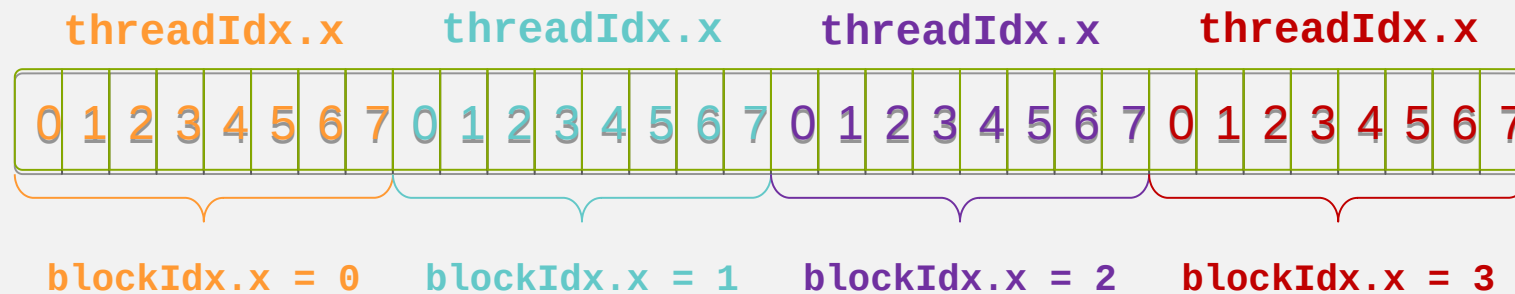 threadIdx.x threadIdx.x threadIdx.x threadIdx.x
0 1 2 3 4 5 6 7 0 1 2 3 4 5 6 7 0 1 2 3 4 5 6 7 0 1 2 3 4 5 6 7
blockIdx.x = 0 blockIdx.x = 1 blockIdx.x = 2 blockIdx.x = 3